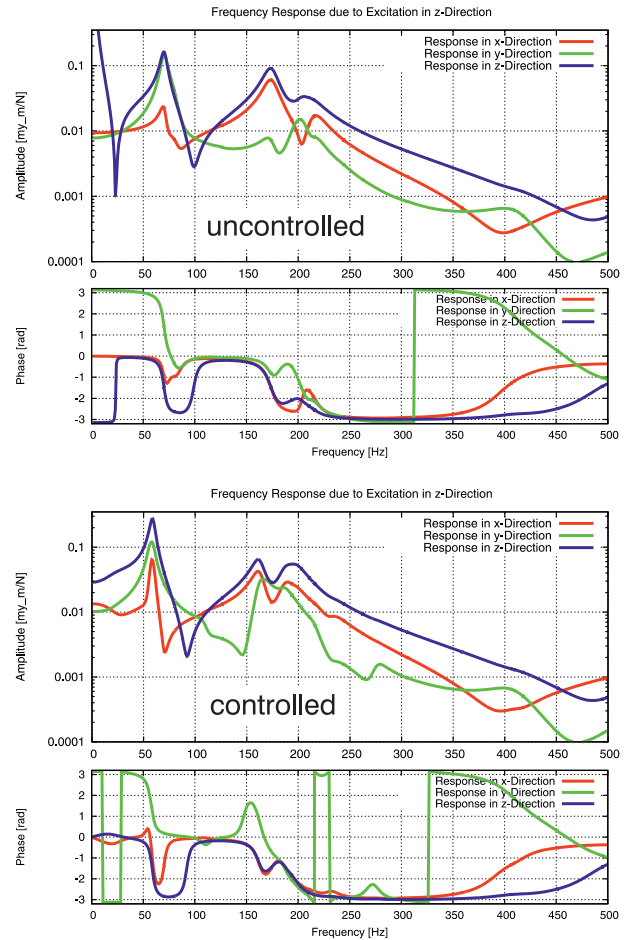 Frequency Response due to Excitation in z-Direction
Amplitude [my_m/N]
0.1
0.01
0.001
0.0001
Response in x-Direction
Response in y-Direction
Response in z-Direction
uncontrolled
0 50 100 150 200 250 300 350 400 450 500
Phase [rad]
3
2
1
0
-1
-2
-3
Response in x-Direction
Response in y-Direction
Response in z-Direction
0 50 100 150 200 250 300 350 400 450 500
Frequency [Hz]
Frequency Response due to Excitation in z-Direction
Amplitude [my_m/N]
0.1
0.01
0.001
0.0001
Response in x-Direction
Response in y-Direction
Response in z-Direction
controlled
0 50 100 150 200 250 300 350 400 450 500
Phase [rad]
3
2
1
0
-1
-2
-3
Response in x-Direction
Response in y-Direction
Response in z-Direction
0 50 100 150 200 250 300 350 400 450 500
Frequency [Hz]